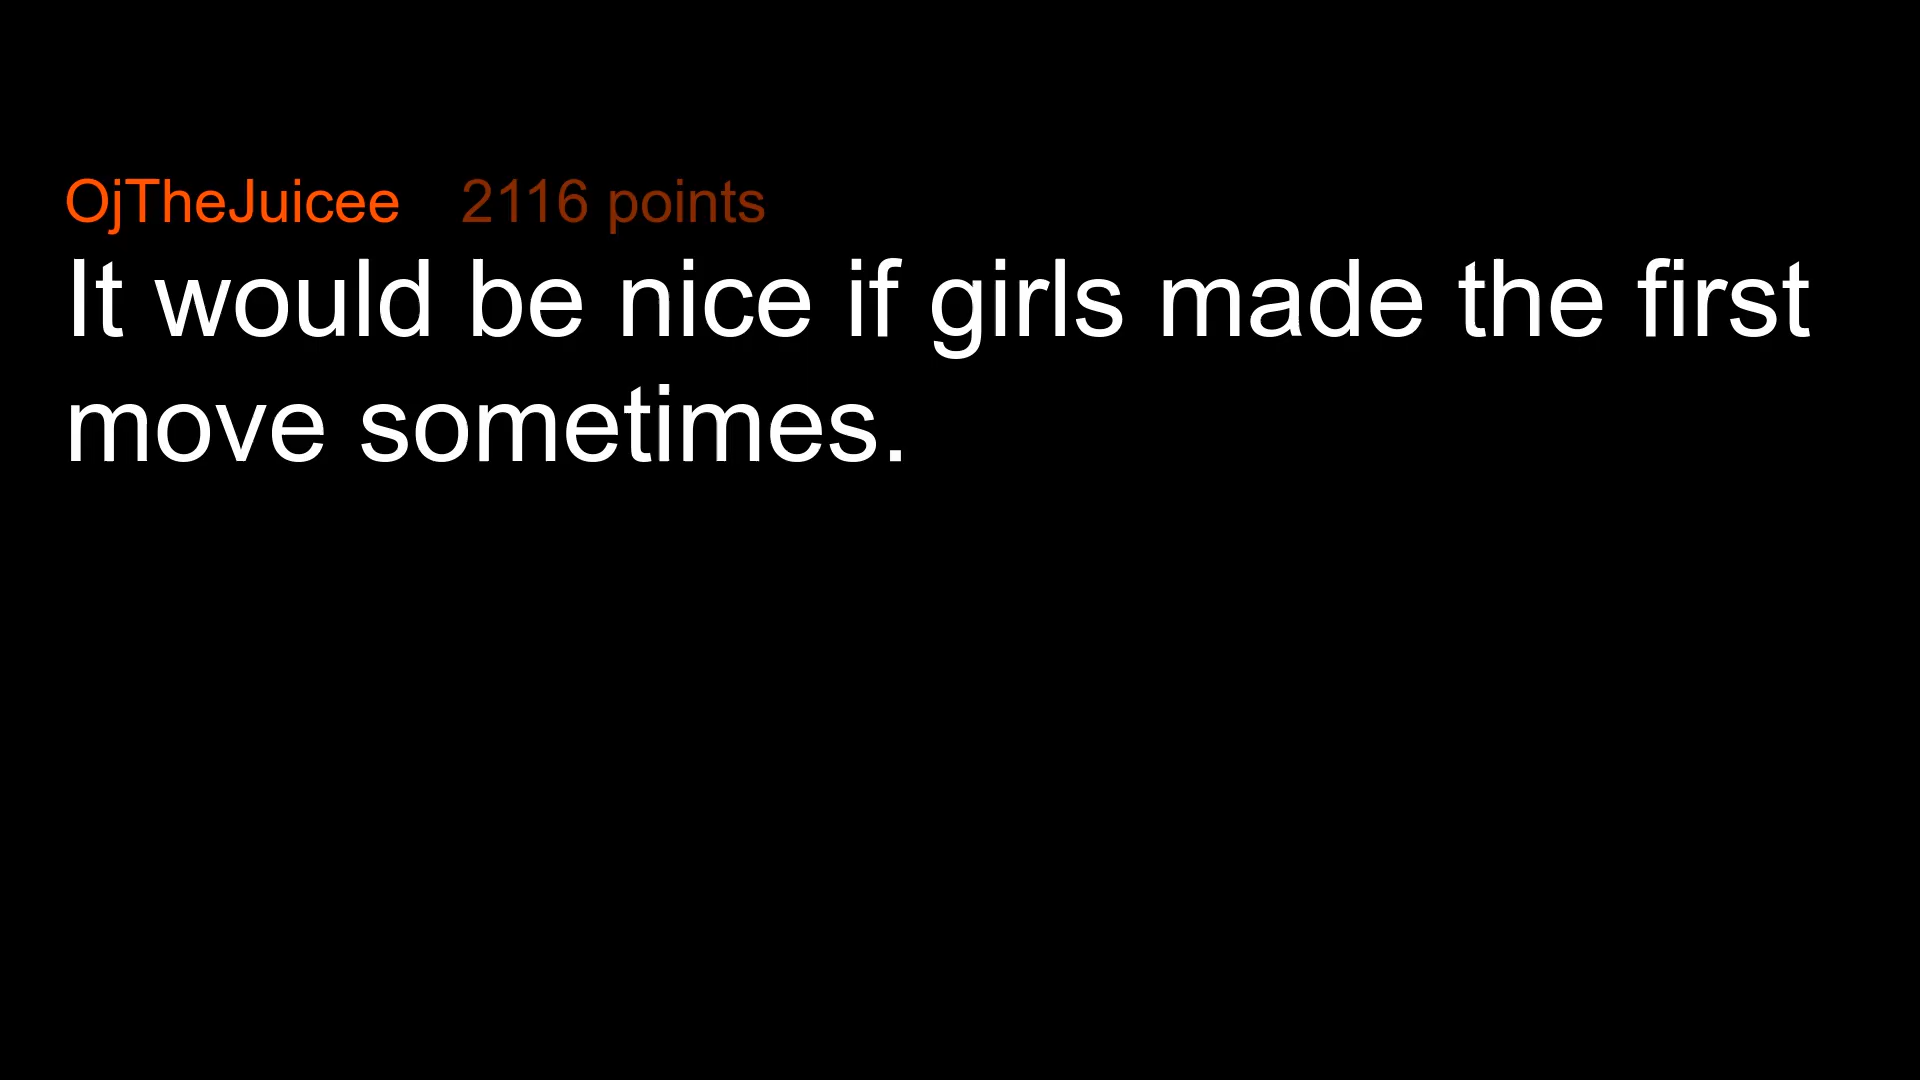 OjTheJuicee 2116 points
It would be nice if girls made the first
move sometimes.